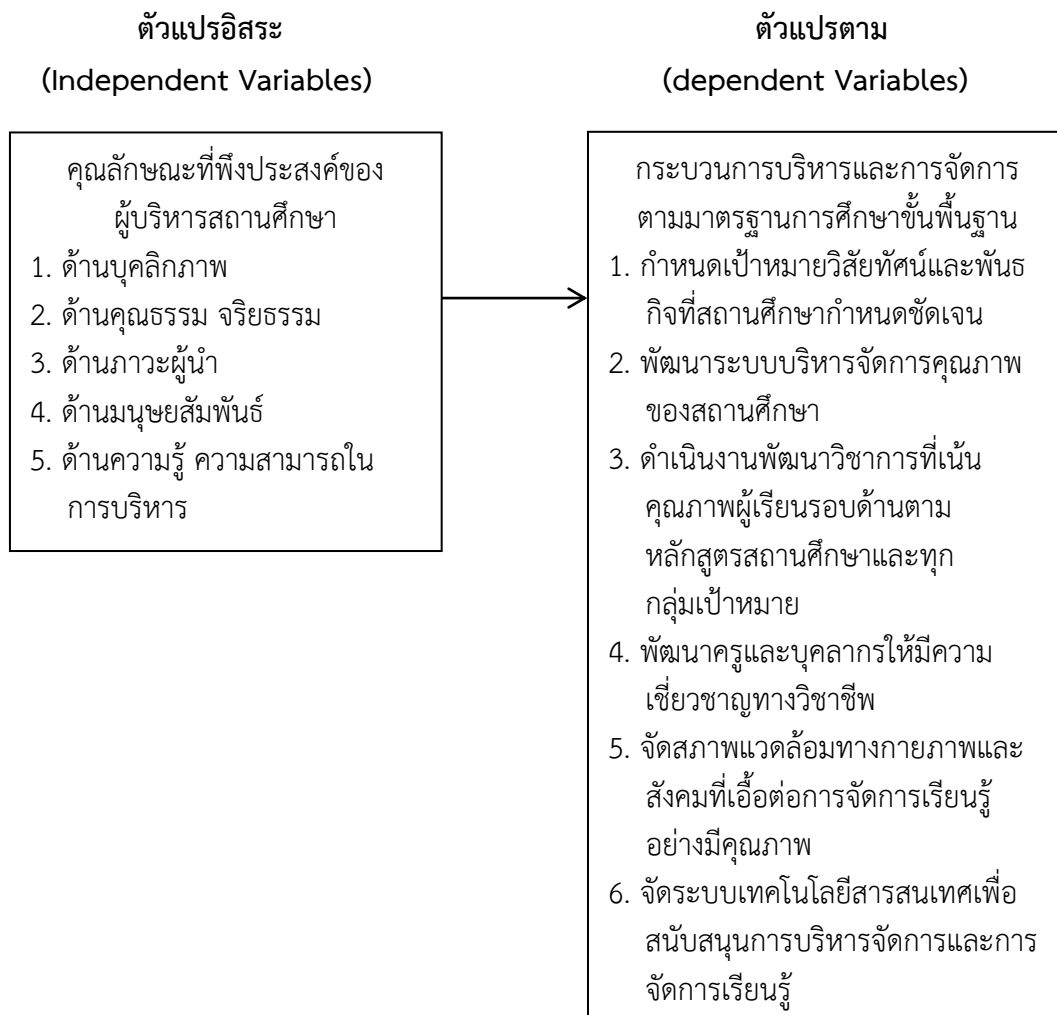 ตัวแปรอิสระ
(Independent Variables)
คุณลักษณะที่พึงประสงค์ของ
ผู้บริหารสถานศึกษา
1. ด้านบุคลิกภาพ
2. ด้านคุณธรรม จริยธรรม
3. ด้านภาวะผู้นำ
4. ด้านมนุษยสัมพันธ์
5. ด้านความรู้ ความสามารถใน
การบริหาร
ตัวแปรตาม
(dependent Variables)
กระบวนการบริหารและการจัดการ
ตามมาตรฐานการศึกษาขั้นพื้นฐาน
1. กำหนดเป้าหมายวิสัยทัศน์และพันธ
กิจที่สถานศึกษากำหนดชัดเจน
2. พัฒนาระบบบริหารจัดการคุณภาพ
ของสถานศึกษา
3. ดำเนินงานพัฒนาวิชาการที่เน้น
คุณภาพผู้เรียนรอบด้านตาม
หลักสูตรสถานศึกษาและทุก
กลุ่มเป้าหมาย
4. พัฒนาครูและบุคลากรให้มีความ
เชี่ยวชาญทางวิชาชีพ
5. จัดสภาพแวดล้อมทางกายภาพและ
สังคมที่เอื้อต่อการจัดการเรียนรู้
อย่างมีคุณภาพ
6. จัดระบบเทคโนโลยีสารสนเทศเพื่อ
สนับสนุนการบริหารจัดการและการ
จัดการเรียนรู้